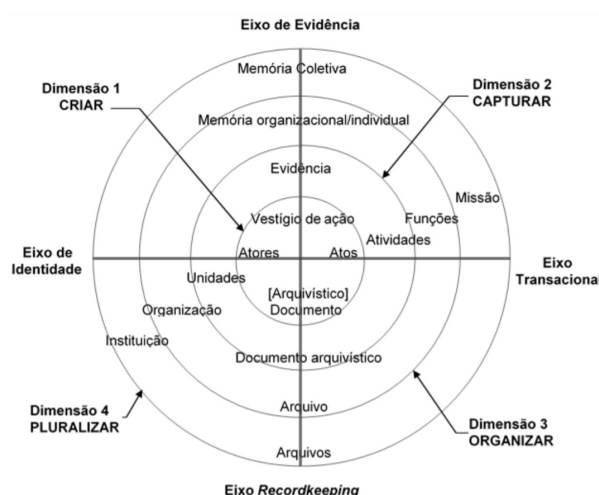 Eixo de Evidência
Memória Coletiva
Dimensão 1
CRIAR
Dimensão 2
CAPTURAR
Memória organizacional/individual
Evidência
Missão
Vestígio de ação
Funções
Atividades
Eixo de
Identidade
Atores
Atos
Eixo
Transacional
Unidades
[Arquivístico]
Documento
Organização
Instituição
Documento arquivístico
Dimensão 4
PLURALIZAR
Arquivo
Dimensão 3
ORGANIZAR
Arquivos
Eixo Recordkeeping